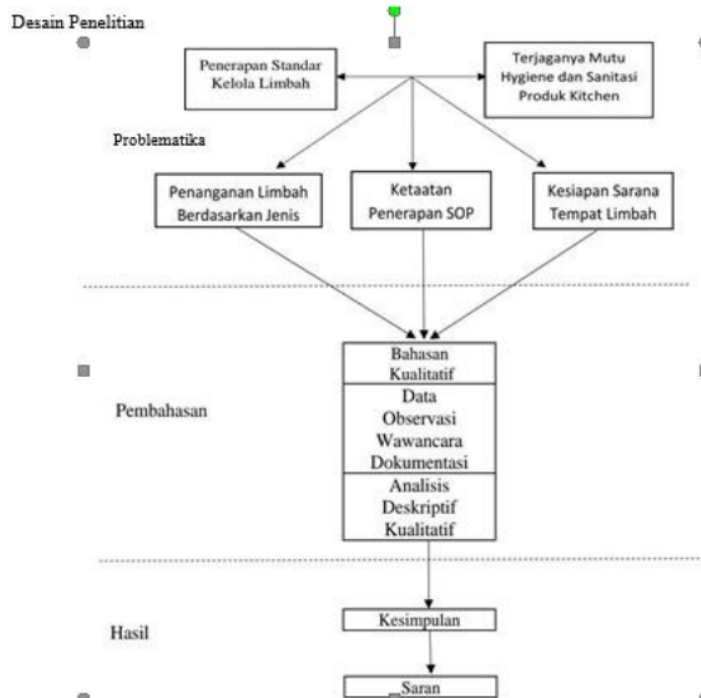 Desain Penelitian
Penerapan Standar
Kelola Limbah
Terjaganya Mutu
Hygiene dan Sanitasi
Produk Kitchen
Problematika
Penanganan Limbah
Berdasarkan Jenis
Ketaatan
Penerapan SOP
Kesiapan Sarana
Tempat Limbah
Bahasan
Kualitatif
Pembahasan
Data
Observasi
Wawancara
Dokumentasi
Analisis
Deskriptif
Kualitatif
Hasil
Kesimpulan
Saran